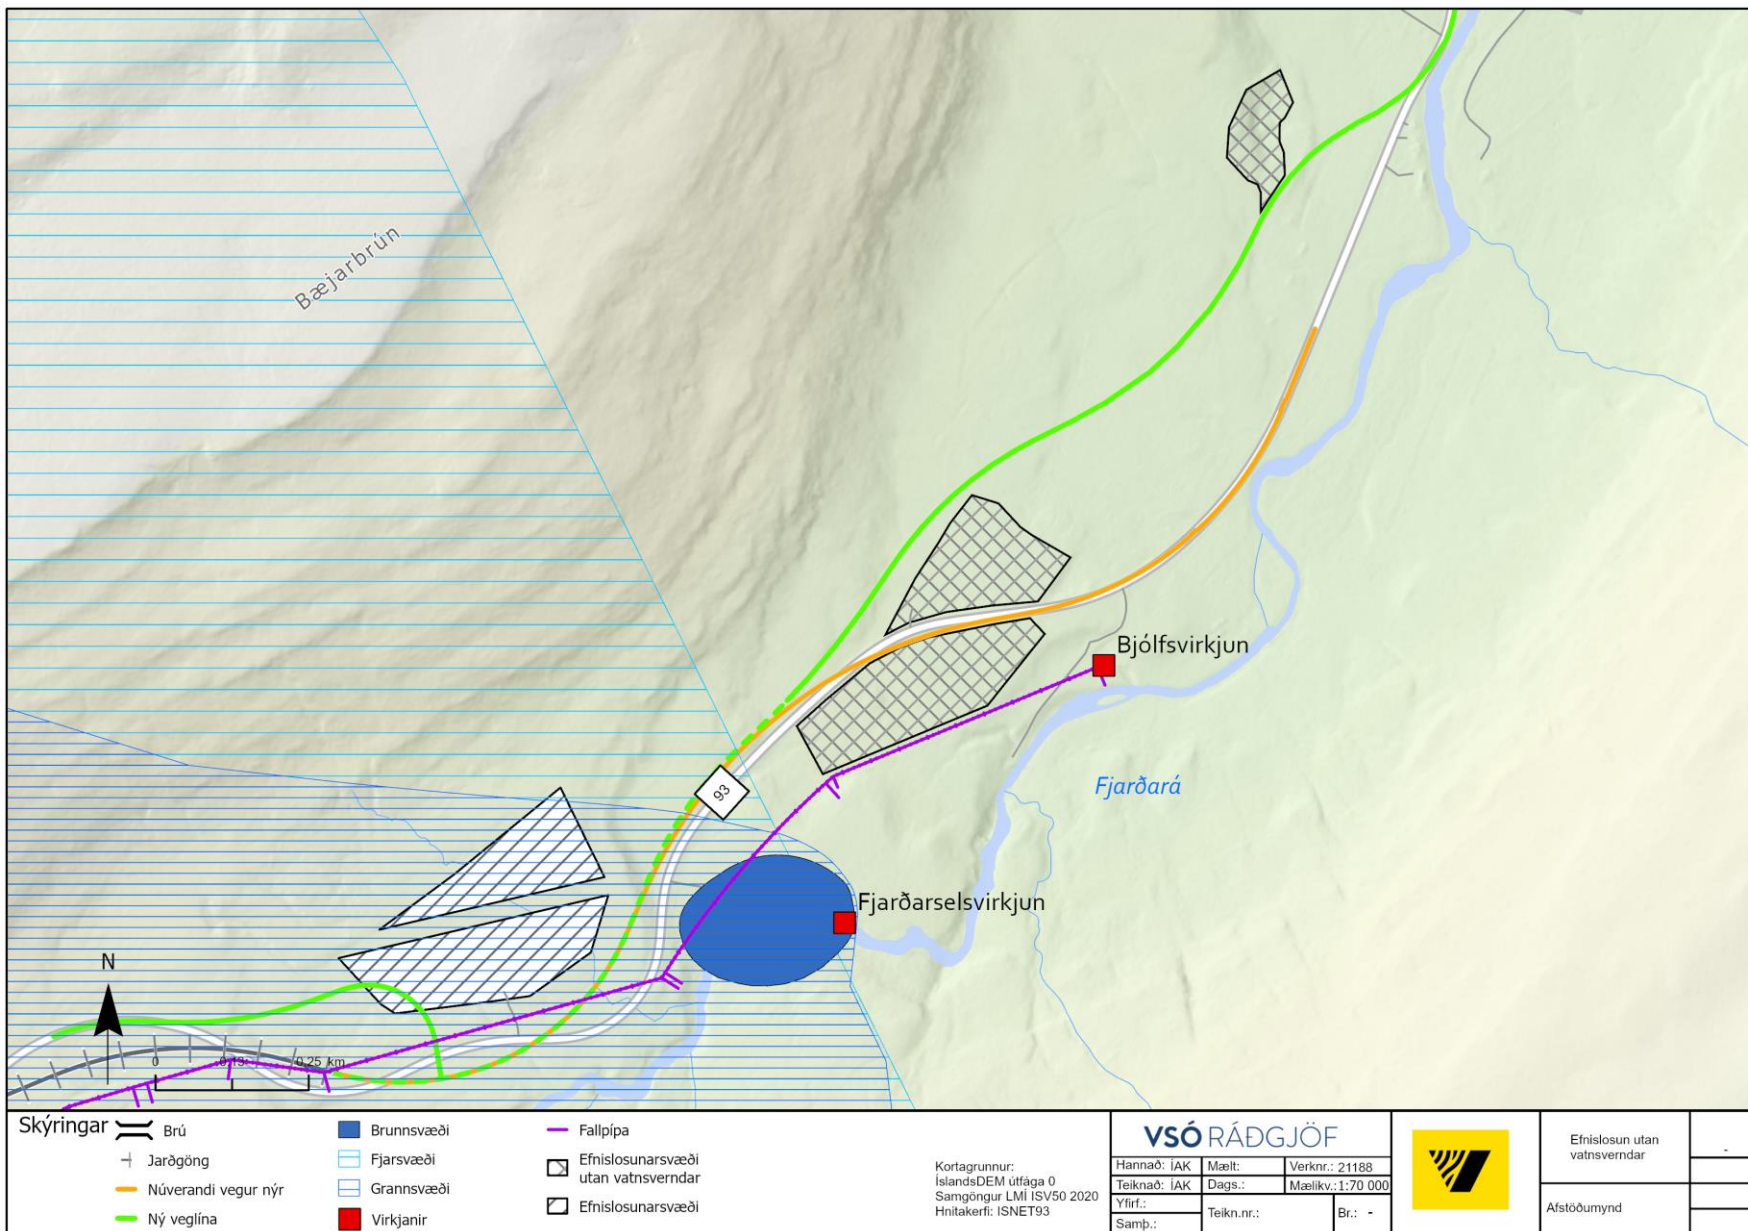 Bæjarbrún
Bjólfsvirkjun
93
Fjarðará
Fjarðarselsvirkjun
N
0
0,13
0,25 km
Skýringar
Brú
Jarðgöng
Núverandi vegur nýr
Ný veglína
Brunnsvæði
Fjarsvæði
Grannsvæði
Virkjanir
Fallpípa
Efnislosunarsvæði
utan vatnsverndar
Efnislosunarsvæði
Kortagrunnur:
ÍslandsDEM útfága 0
Samgöngur LMÍ ISV50 2020
Hnitakerfi: ISNET93
VSÓ RÁÐGJÖF
Hannað: ÍAK Mælt: Verknr.: 21188
Teiknað: ÍAK Dags.: Mælikv.:1:70 000
Yfirf.:
Samþ.:
Teikn.nr.: Br.: -
Efnislosun utan
vatnsverndar
-
Afstöðumynd